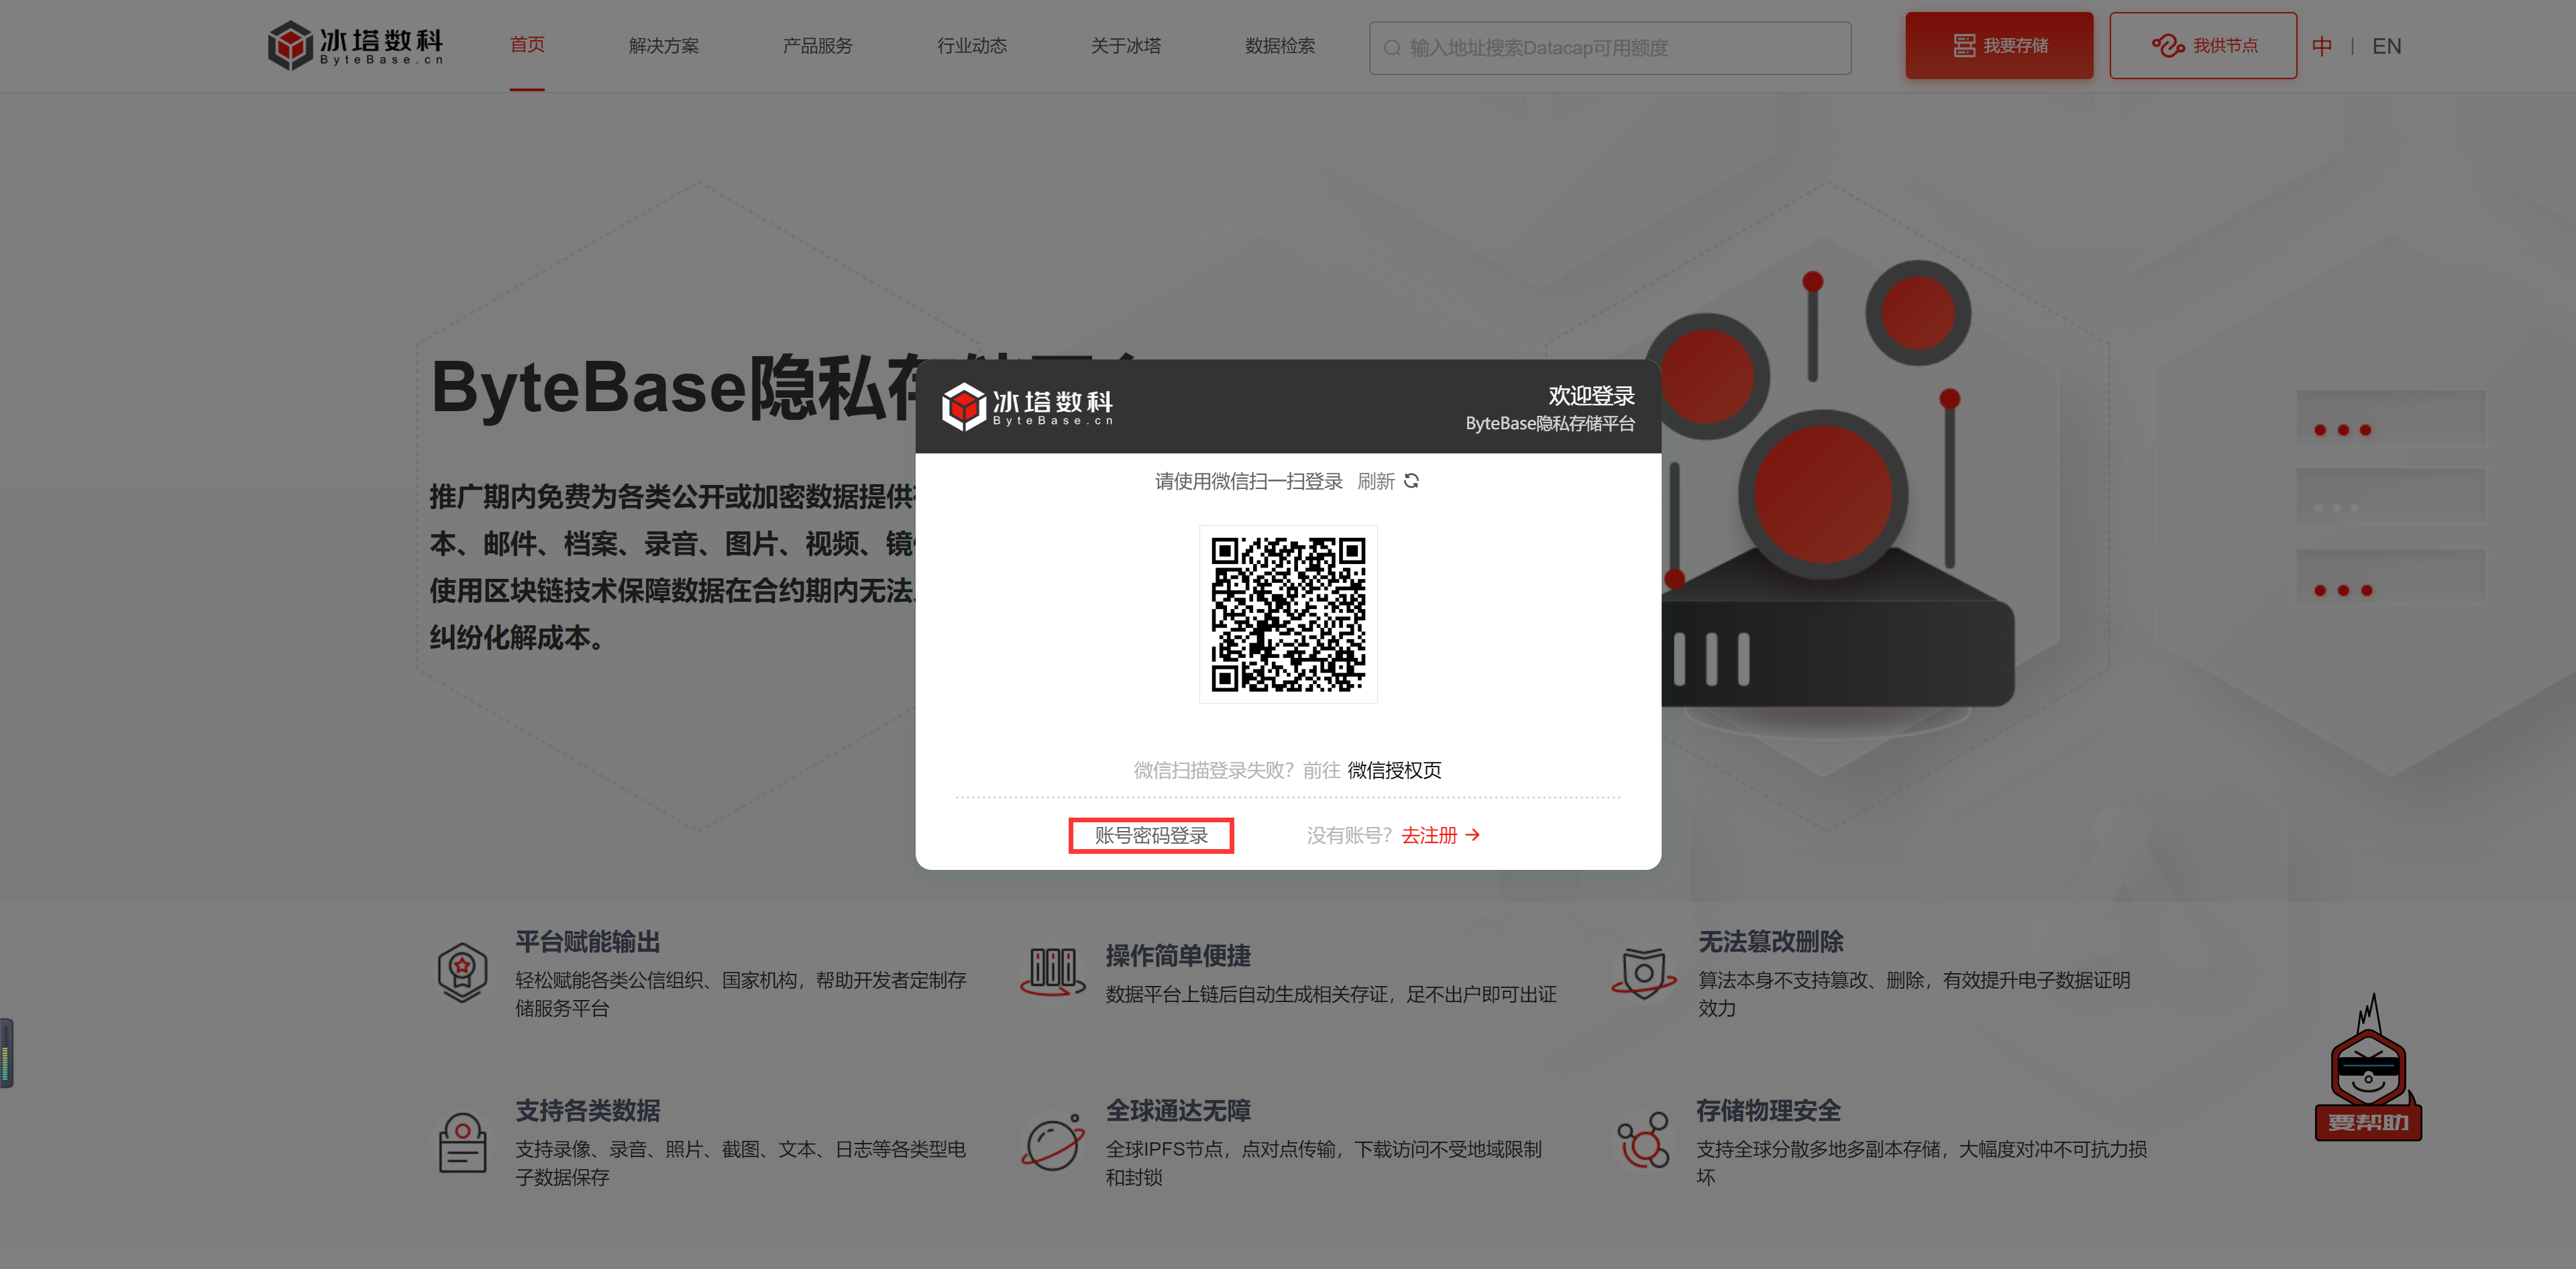 冰塔数科
ByteBase.cn
首页
解决方案
产品服务
行业动态
关于冰塔
数据检索
输入地址搜索Datacap可用额度
我要存储
我供节点
中 | EN
ByteBase隐私存
推广期内免费为各类公开或加密数据提供
本、邮件、档案、录音、图片、视频、镜
使用区块链技术保障数据在合约期内无法
纠纷化解成本。
冰塔数科
ByteBase.cn
欢迎登录
ByteBase隐私存储平台
请使用微信扫一扫登录 刷新
微信扫描登录失败？前往 微信授权页
账号密码登录
没有账号？去注册
平台赋能输出
轻松赋能各类公信组织、国家机构，帮助开发者定制存
储服务平台
操作简单便捷
数据平台上链后自动生成相关存证，足不出户即可出证
无法篡改删除
算法本身不支持篡改、删除，有效提升电子数据证明
效力
支持各类数据
支持录像、录音、照片、截图、文本、日志等各类型电
子数据保存
全球通达无障
全球IPFS节点，点对点传输，下载访问不受地域限制
和封锁
存储物理安全
支持全球分散多地多副本存储，大幅度对冲不可抗力损
坏
要帮助